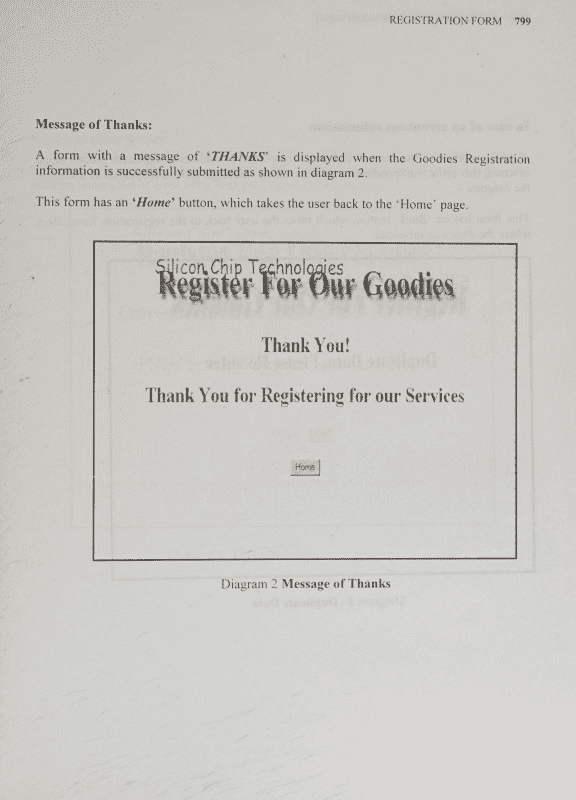 REGISTRATION FORM 799
Message of Thanks:
A form with a message of ‘THANKS’ is displayed when the Goodies Registration
information is successfully submitted as shown in diagram 2.
This form has an ‘Home’ button, which takes the user back to the ‘Home’ page.
Silicon Chip Technologies
Register For Our Goodies
Thank You!
Thank You for Registering for our Services
Home
Diagram 2 Message of Thanks